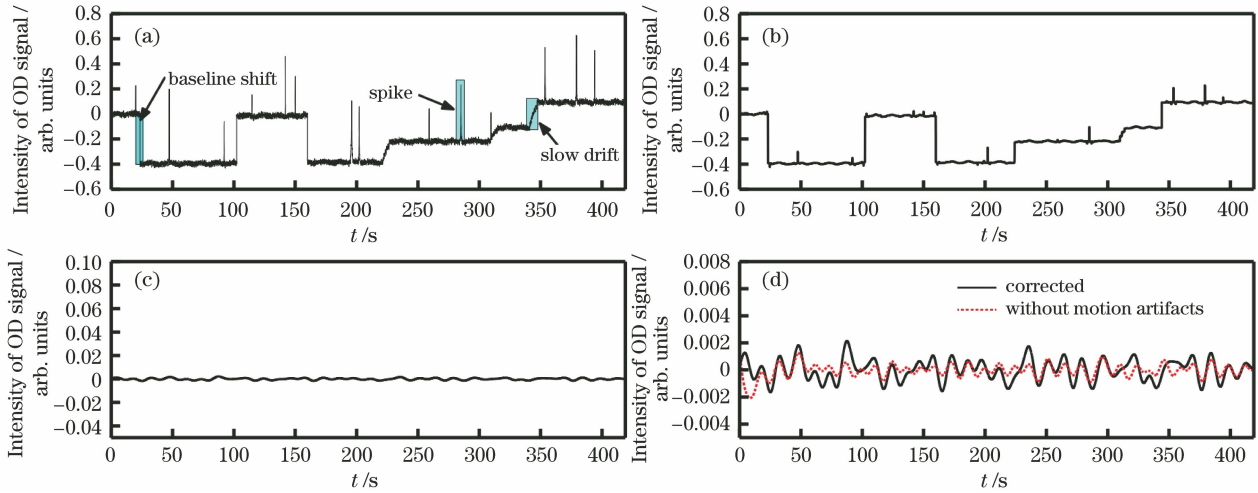 Intensity of OD signal /
arb. units
0.8
0.6
0.4
0.2
0
−0.2
−0.4
−0.6
(a)
baseline shift
spike
slow drift
0 50 100 150 200 250 300 350 400
t /s
Intensity of OD signal /
arb. units
0.8
0.6
0.4
0.2
0
−0.2
−0.4
−0.6
(b)
0 50 100 150 200 250 300 350 400
t /s
Intensity of OD signal /
arb. units
0.10
0.08
0.06
0.04
0.02
0
−0.02
−0.04
(c)
0 50 100 150 200 250 300 350 400
t /s
Intensity of OD signal /
arb. units
0.008
0.006
0.004
0.002
0
−0.002
−0.004
(d)
corrected
without motion artifacts
0 50 100 150 200 250 300 350 400
t /s